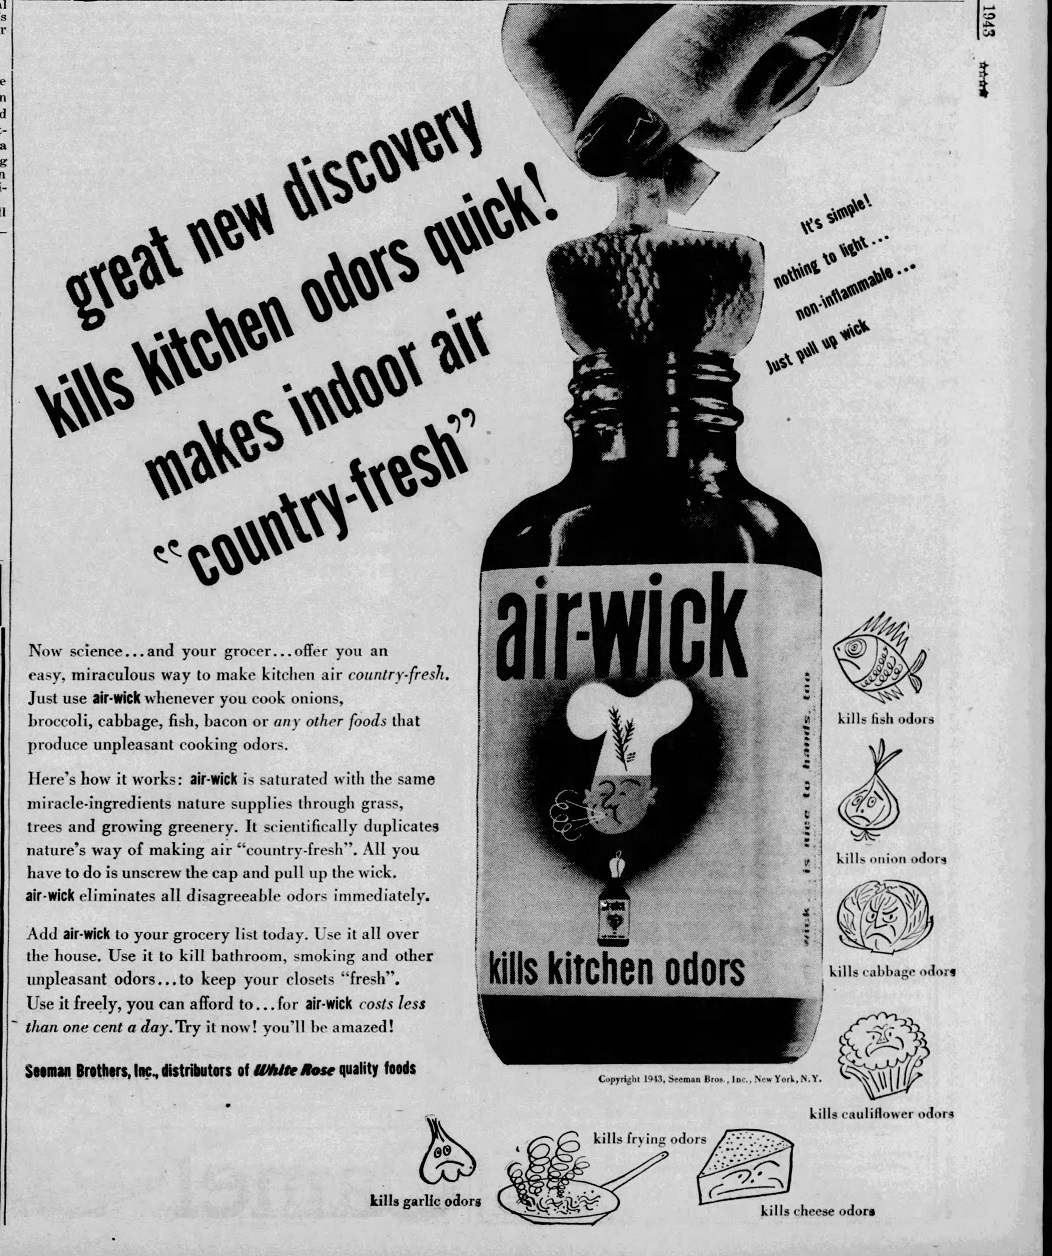 1943
great new discovery
kills kitchen odors quick!
makes indoor air
“country-fresh”
It's simple!
nothing to light...
non-inflammable...
Just pull up wick
Now science...and your grocer...offer you an
easy, miraculous way to make kitchen air country-fresh.
Just use air-wick whenever you cook onions,
broccoli, cabbage, fish, bacon or any other foods that
produce unpleasant cooking odors.
Here's how it works: air-wick is saturated with the same
miracle-ingredients nature supplies through grass,
trees and growing greenery. It scientifically duplicates
nature's way of making air “country-fresh”. All you
have to do is unscrew the cap and pull up the wick.
air-wick eliminates all disagreeable odors immediately.
Add air-wick to your grocery list today. Use it all over
the house. Use it to kill bathroom, smoking and other
unpleasant odors...to keep your closets “fresh”.
Use it freely, you can afford to...for air-wick costs less
than one cent a day. Try it now! you'll be amazed!
Seeman Brothers, Inc., distributors of White Rose quality foods
air-wick
kills kitchen odors
wick is nice to hands, too
Copyright 1943, Seeman Bros., Inc., New York, N.Y.
kills fish odors
kills onion odors
kills cabbage odors
kills cauliflower odors
kills garlic odors
kills frying odors
kills cheese odors